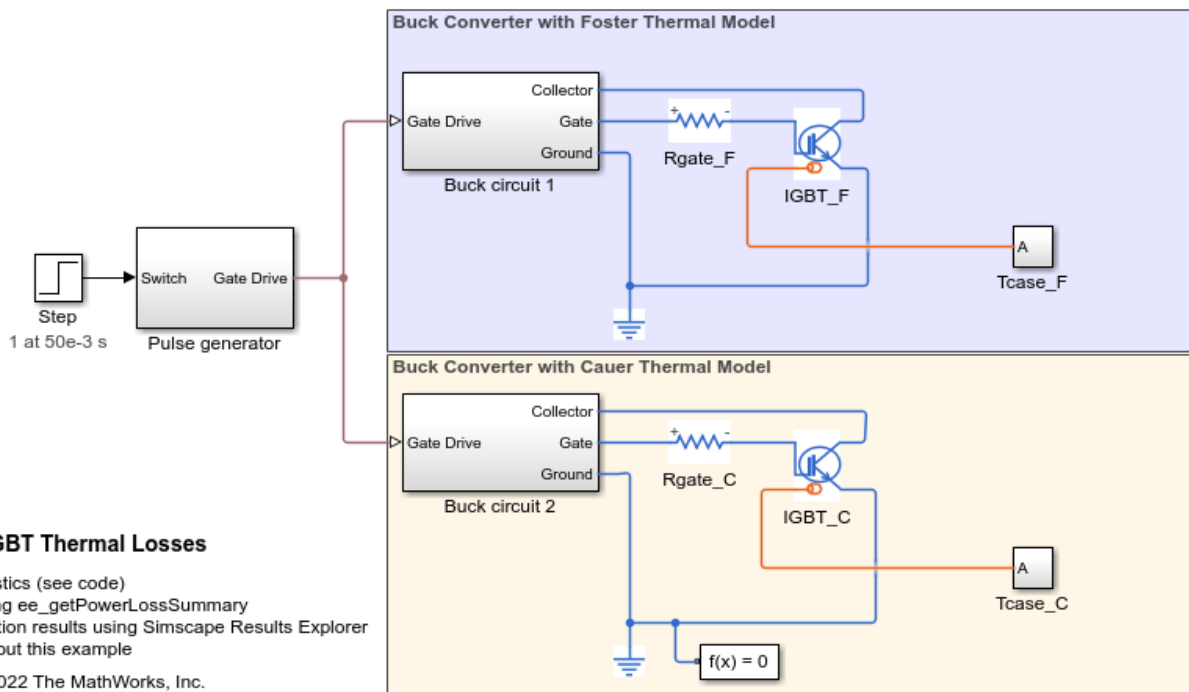 Buck Converter with Foster Thermal Model
Collector
Gate Drive
Gate
Ground
Buck circuit 1
+
-
Rgate_F
IGBT_F
A
Tcase_F
Step
1 at 50e-3 s
Switch
Gate Drive
Pulse generator
Buck Converter with Cauer Thermal Model
Collector
Gate Drive
Gate
Ground
Buck circuit 2
+
-
Rgate_C
IGBT_C
A
Tcase_C
f(x) = 0
GBT Thermal Losses
stics (see code)
g ee_getPowerLossSummary
tion results using Simscape Results Explorer
out this example
022 The MathWorks, Inc.